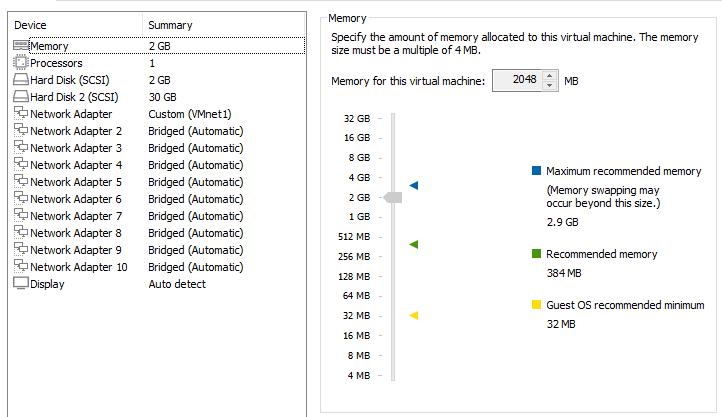 Device Summary
Memory 2 GB
Processors 1
Hard Disk (SCSI) 2 GB
Hard Disk 2 (SCSI) 30 GB
Network Adapter Custom (VMnet1)
Network Adapter 2 Bridged (Automatic)
Network Adapter 3 Bridged (Automatic)
Network Adapter 4 Bridged (Automatic)
Network Adapter 5 Bridged (Automatic)
Network Adapter 6 Bridged (Automatic)
Network Adapter 7 Bridged (Automatic)
Network Adapter 8 Bridged (Automatic)
Network Adapter 9 Bridged (Automatic)
Network Adapter 10 Bridged (Automatic)
Display Auto detect
Memory
Specify the amount of memory allocated to this virtual machine. The memory
size must be a multiple of 4 MB.
Memory for this virtual machine: 2048 MB
32 GB
16 GB
8 GB
4 GB
2 GB
1 GB
512 MB
256 MB
128 MB
64 MB
32 MB
16 MB
8 MB
4 MB
Maximum recommended memory
(Memory swapping may
occur beyond this size.)
2.9 GB
Recommended memory
384 MB
Guest OS recommended minimum
32 MB